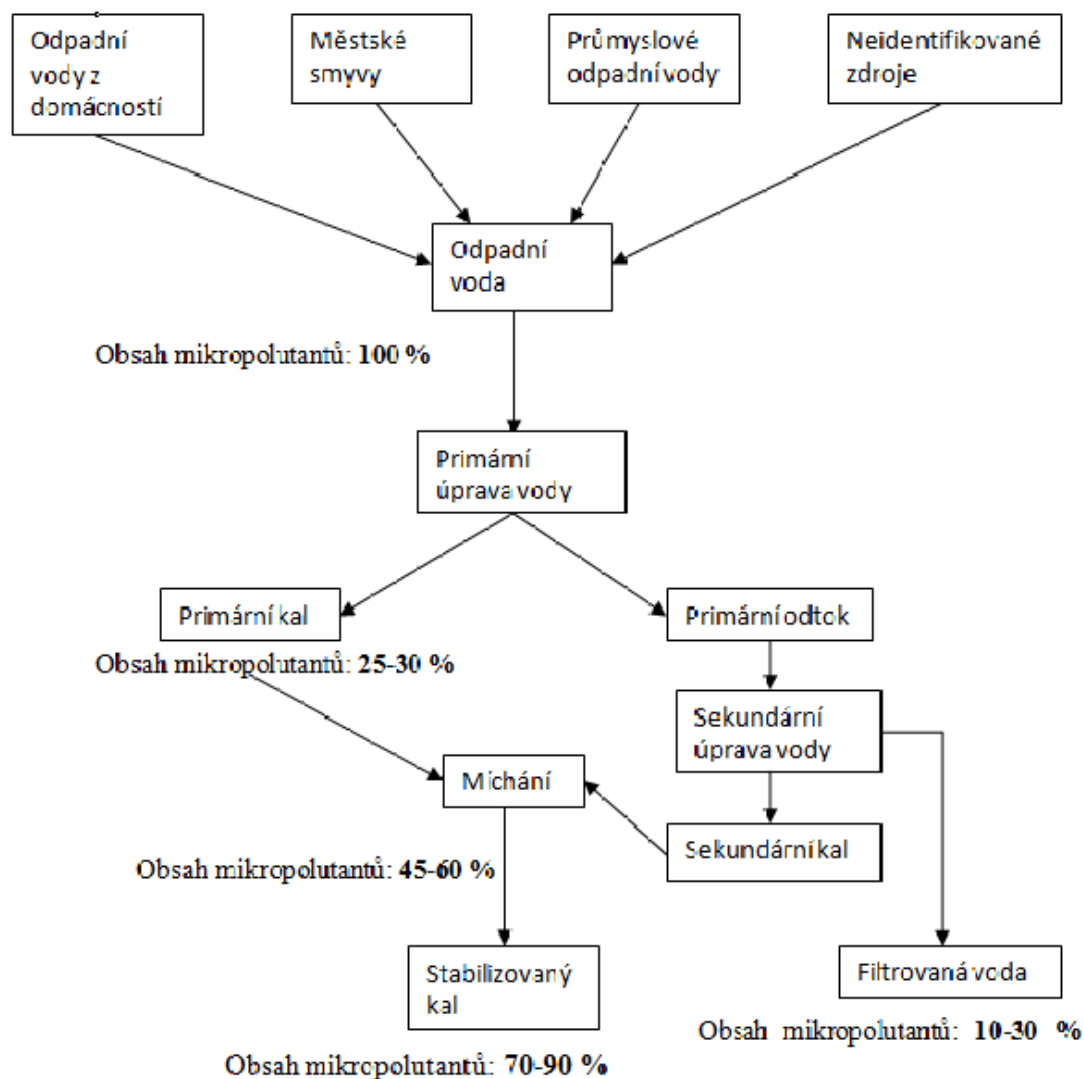 Odpadní
vody z
domácností
Městské
smyvy
Průmyslové
odpadní vody
Neidentifikované
zdroje
Odpadní
voda
Obsah mikropolutantů: 100 %
Primární
úprava vody
Primární kal
Primární odtok
Obsah mikropolutantů: 25-30 %
Sekundární
úprava vody
Míchání
Sekundární kal
Obsah mikropolutantů: 45-60 %
Stabilizovaný
kal
Filtrovaná voda
Obsah mikropolutantů: 10-30 %
Obsah mikropolutantů: 70-90 %